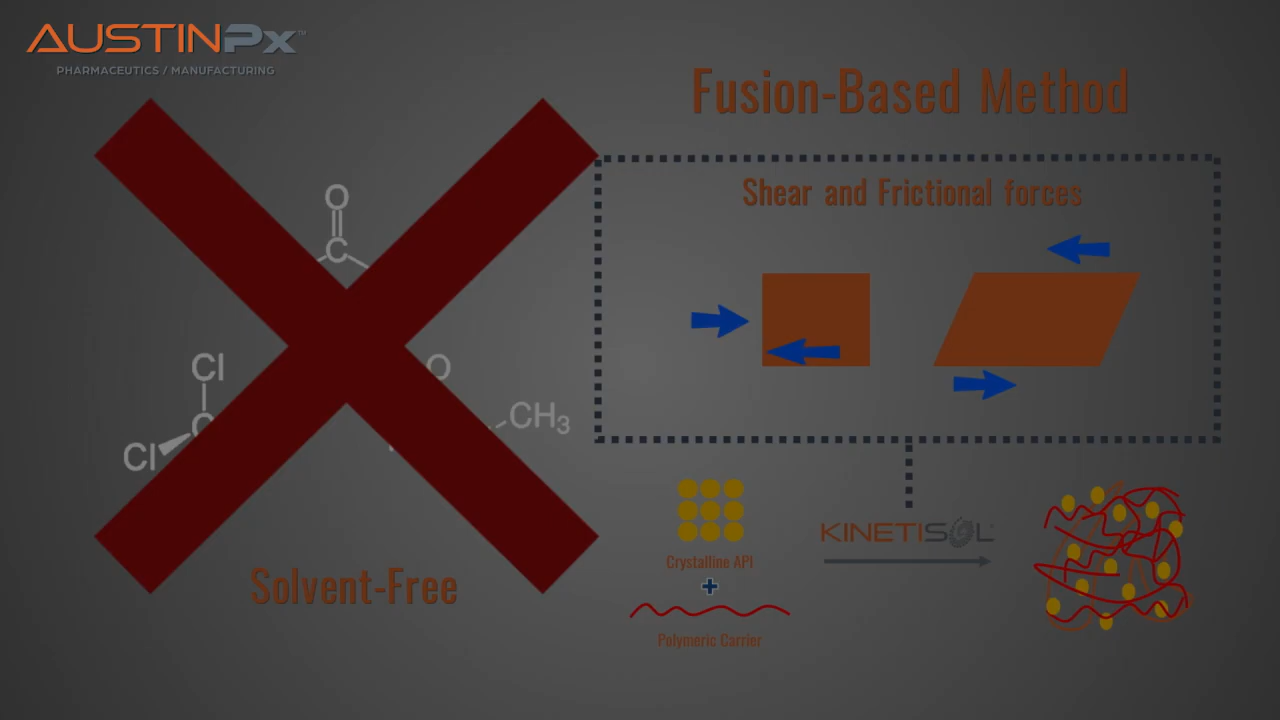 AUSTINPx™
PHARMACEUTICS / MANUFACTURING
Fusion-Based Method
Shear and Frictional forces
O
C
Cl
O
C
CH₃
Cl
Crystalline API
+
KINETISOL
Polymeric Carrier
Solvent-Free